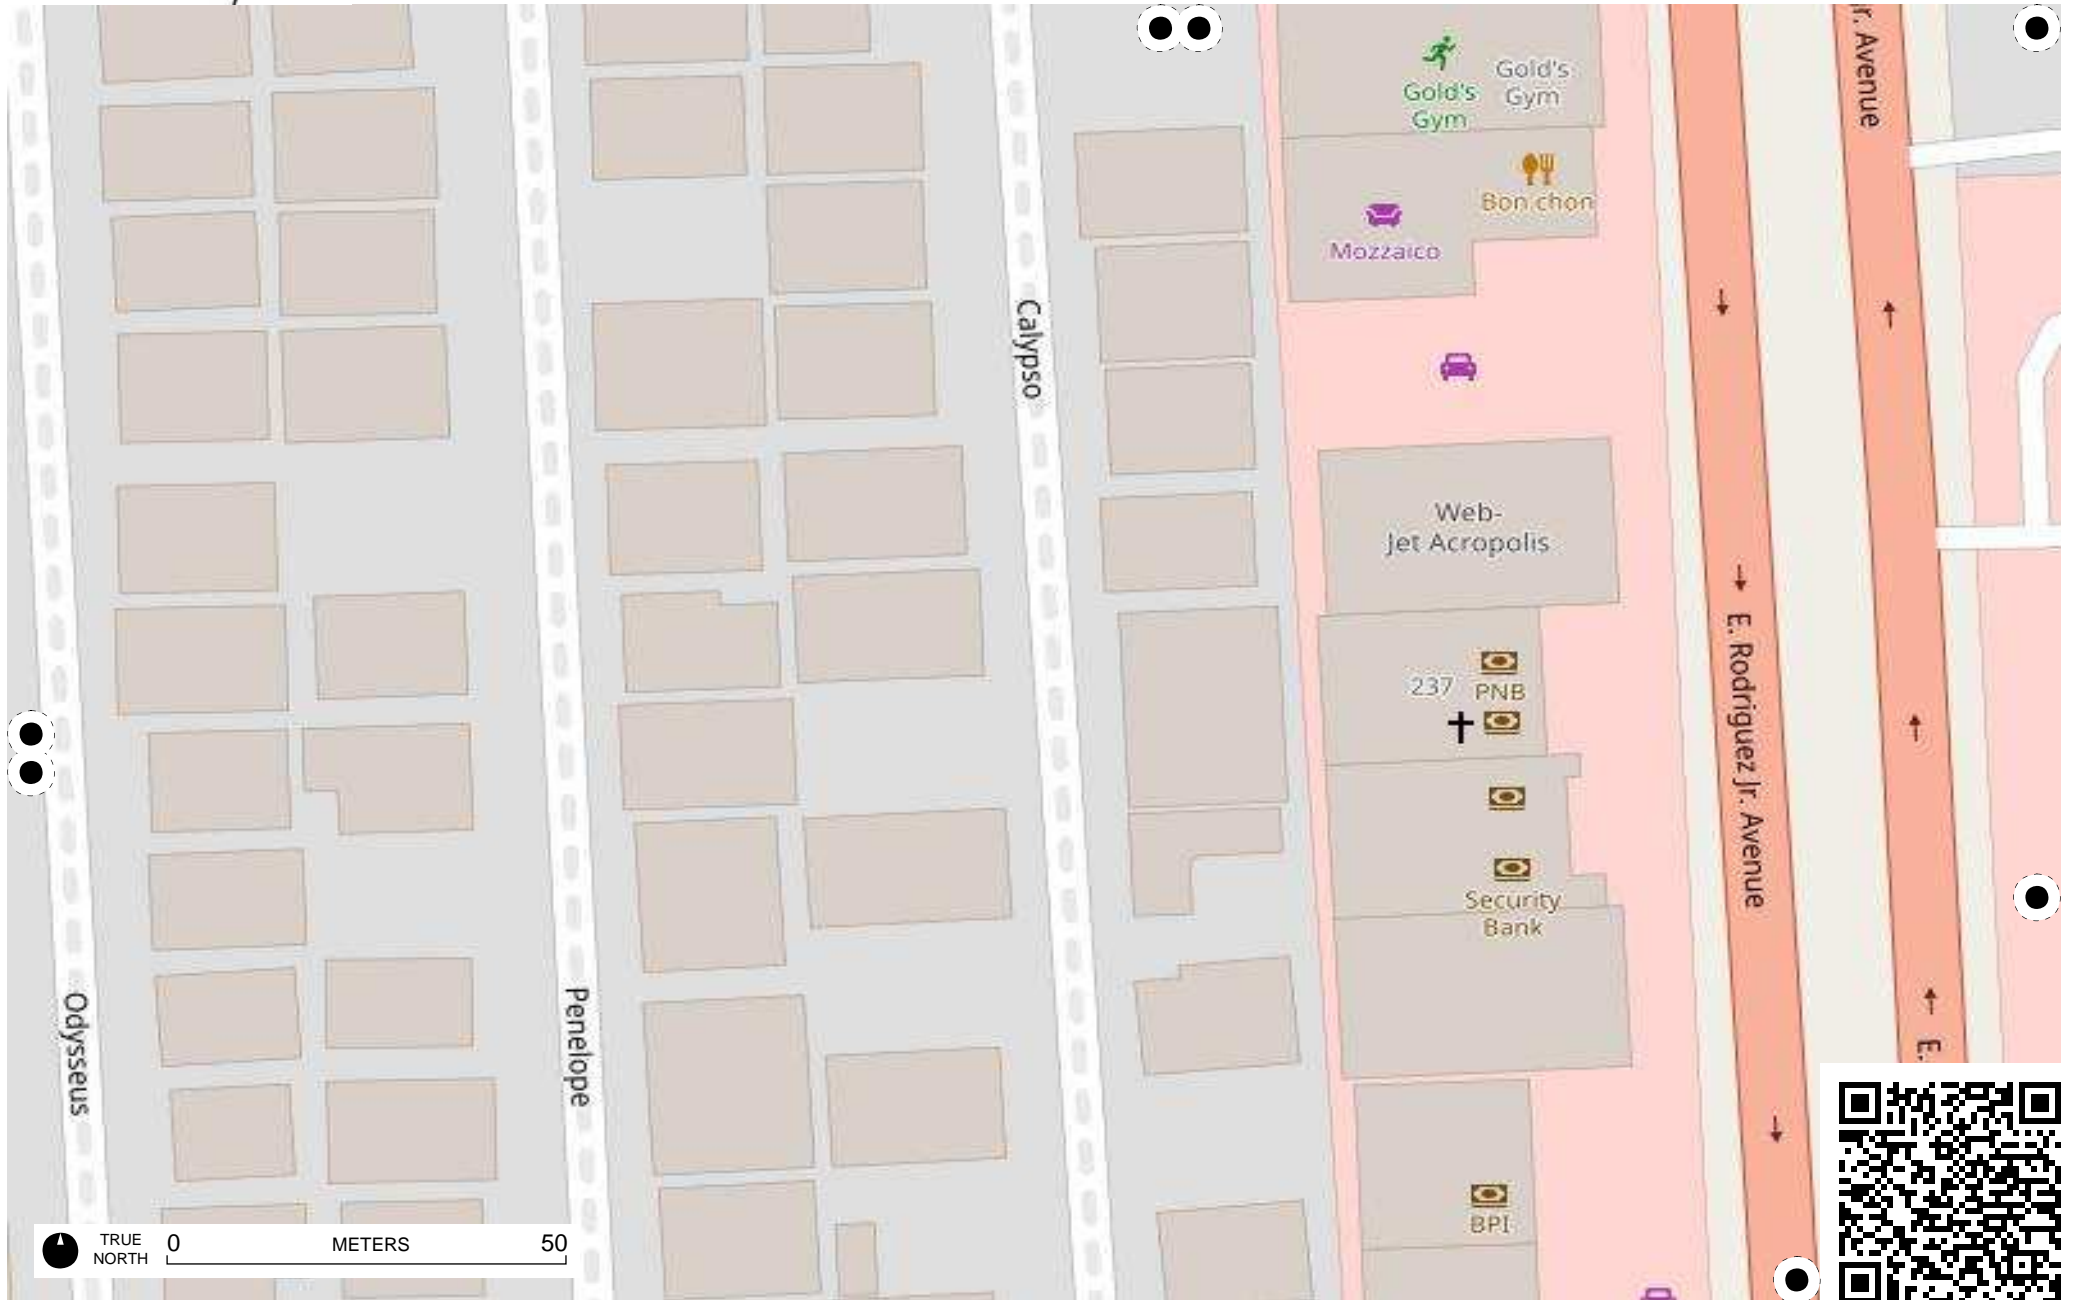 Gold's
Gym
Gold's
Gym
Bon chon
Mozzaico
Calypso
Web-
Jet Acropolis
237
PNB
Security
Bank
BPI
E. Rodriguez Jr. Avenue
Jr. Avenue
E.
Odysseus
Penelope
TRUE
NORTH
0 METERS 50